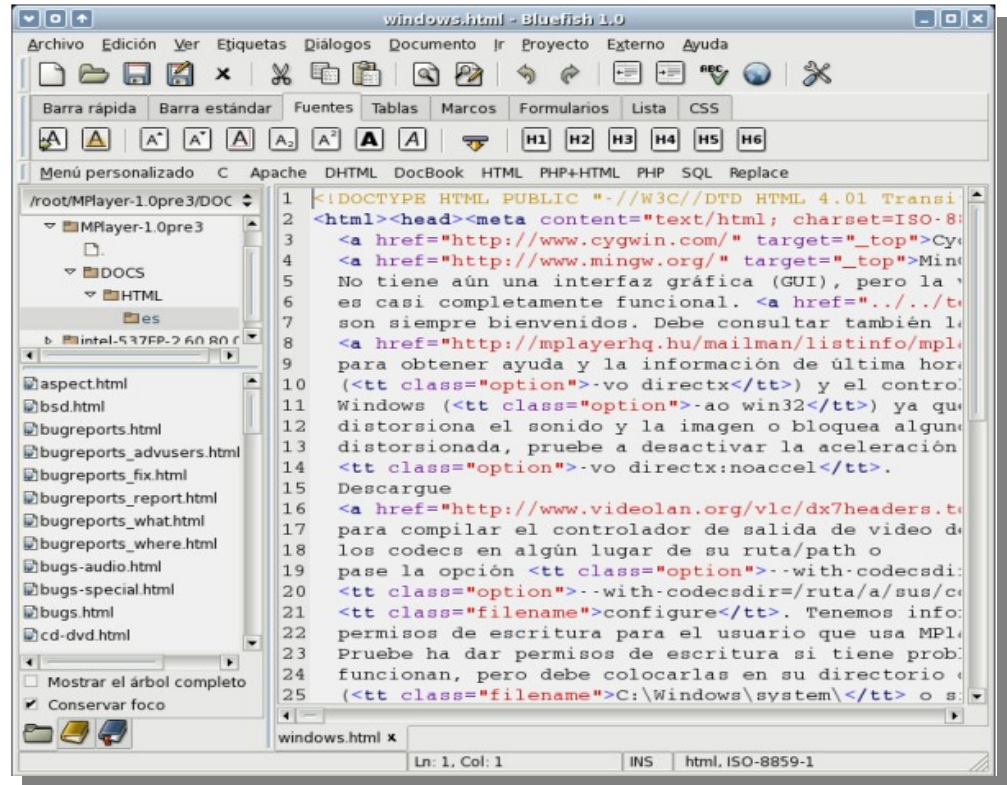 windows.html - Bluefish 1.0
Archivo Edición Ver Etiquetas Diálogos Documento Ir Proyecto Externo Ayuda
ABC
Barra rápida Barra estándar Fuentes Tablas Marcos Formularios Lista CSS
A A A A A A₂ A² A A H1 H2 H3 H4 H5 H6
Menú personalizado C Apache DHTML DocBook HTML PHP+HTML PHP SQL Replace
/root/MPlayer-1.0pre3/DOC
MPlayer-1.0pre3
.
DOCS
HTML
es
intel-537EP-2.60.80.
aspect.html
bsd.html
bugreports.html
bugreports_advusers.html
bugreports_fix.html
bugreports_report.html
bugreports_what.html
bugreports_where.html
bugs-audio.html
bugs-special.html
bugs.html
cd-dvd.html
Mostrar el árbol completo
Conservar foco
1 <!DOCTYPE HTML PUBLIC "-//W3C//DTD HTML 4.01 Transi
2 <html><head><meta content="text/html; charset=ISO-8
3 <a href="http://www.cygwin.com/" target="_top">Cy
4 <a href="http://www.mingw.org/" target="_top">Min
5 No tiene aún una interfaz gráfica (GUI), pero la
6 es casi completamente funcional. <a href="../../t
7 son siempre bienvenidos. Debe consultar también l
8 <a href="http://mplayerhq.hu/mailman/listinfo/mpl
9 para obtener ayuda y la información de última hor
10 (<tt class="option">-vo directx</tt>) y el contro
11 Windows (<tt class="option">-ao win32</tt>) ya qu
12 distorsiona el sonido y la imagen o bloquea algun
13 distorsionada, pruebe a desactivar la aceleración
14 <tt class="option">-vo directx:noaccel</tt>.
15 Descargue
16 <a href="http://www.videolan.org/vlc/dx7headers.t
17 para compilar el controlador de salida de video d
18 los codecs en algún lugar de su ruta/path o
19 pase la opción <tt class="option">--with-codecsdi
20 <tt class="option">--with-codecsdir=/ruta/a/sus/c
21 <tt class="filename">configure</tt>. Tenemos info
22 permisos de escritura para el usuario que usa MPl
23 Pruebe ha dar permisos de escritura si tiene prob
24 funcionan, pero debe colocarlas en su directorio
25 (<tt class="filename">C:\Windows\system\</tt> o s
windows.html x
Ln: 1, Col: 1 INS html, ISO-8859-1